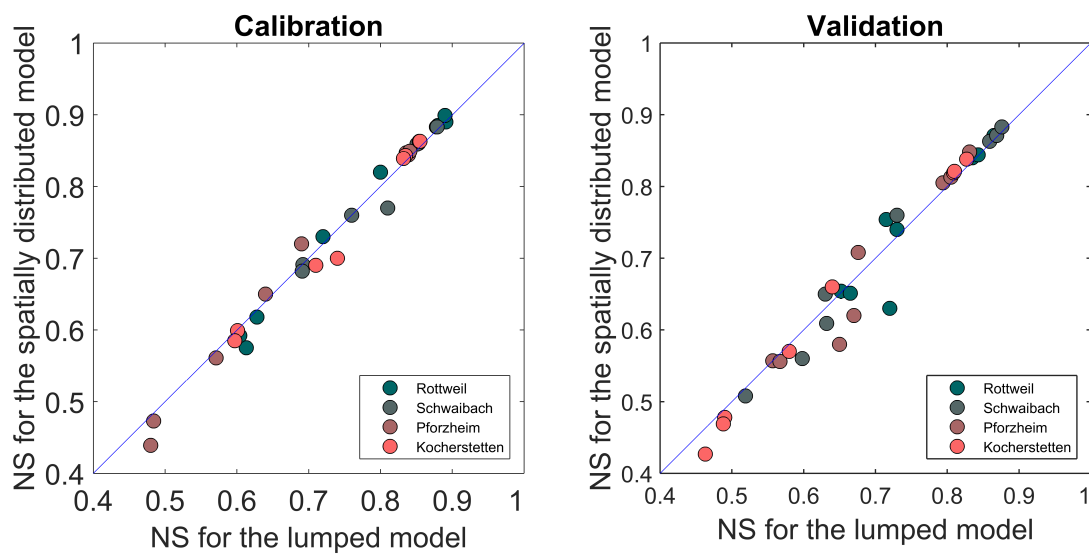 Calibration
NS for the spatially distributed model
1
0.9
0.8
0.7
0.6
0.5
0.4
0.4 0.5 0.6 0.7 0.8 0.9 1
NS for the lumped model
Rottweil
Schwaibach
Pforzheim
Kocherstetten
Validation
NS for the spatially distributed model
1
0.9
0.8
0.7
0.6
0.5
0.4
0.4 0.5 0.6 0.7 0.8 0.9 1
NS for the lumped model
Rottweil
Schwaibach
Pforzheim
Kocherstetten